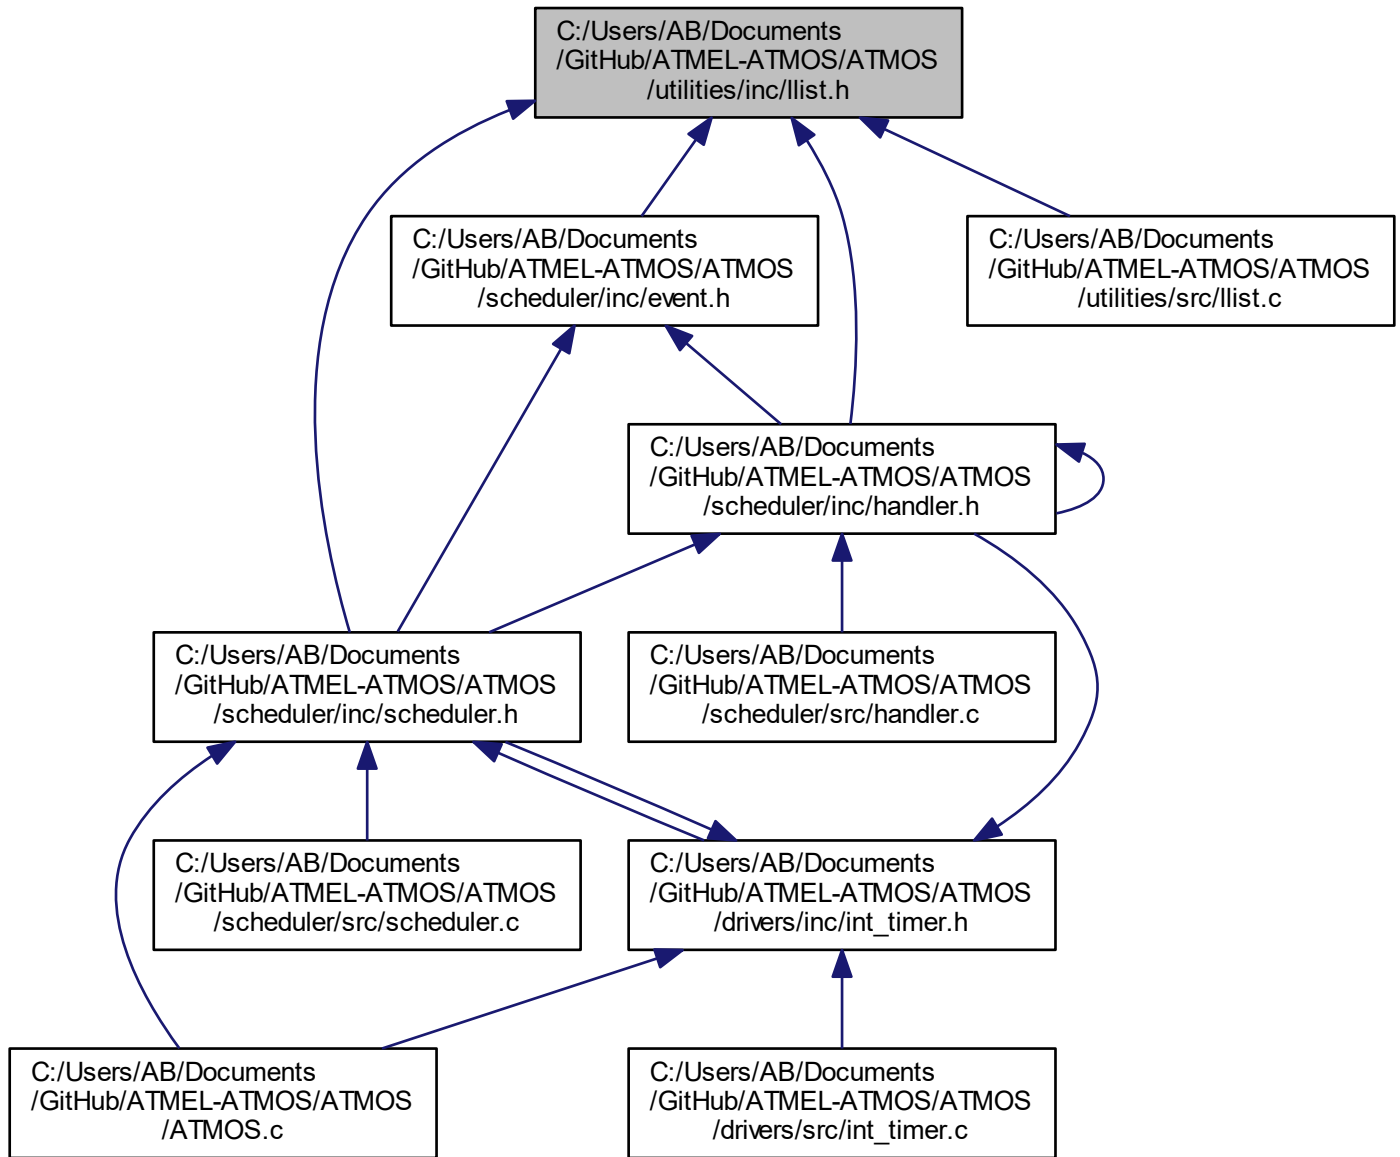 C:/Users/AB/Documents
/GitHub/ATMEL-ATMOS/ATMOS
/utilities/inc/llist.h
C:/Users/AB/Documents
/GitHub/ATMEL-ATMOS/ATMOS
/scheduler/inc/event.h
C:/Users/AB/Documents
/GitHub/ATMEL-ATMOS/ATMOS
/utilities/src/llist.c
C:/Users/AB/Documents
/GitHub/ATMEL-ATMOS/ATMOS
/scheduler/inc/handler.h
C:/Users/AB/Documents
/GitHub/ATMEL-ATMOS/ATMOS
/scheduler/inc/scheduler.h
C:/Users/AB/Documents
/GitHub/ATMEL-ATMOS/ATMOS
/scheduler/src/handler.c
C:/Users/AB/Documents
/GitHub/ATMEL-ATMOS/ATMOS
/scheduler/src/scheduler.c
C:/Users/AB/Documents
/GitHub/ATMEL-ATMOS/ATMOS
/drivers/inc/int_timer.h
C:/Users/AB/Documents
/GitHub/ATMEL-ATMOS/ATMOS
/ATMOS.c
C:/Users/AB/Documents
/GitHub/ATMEL-ATMOS/ATMOS
/drivers/src/int_timer.c